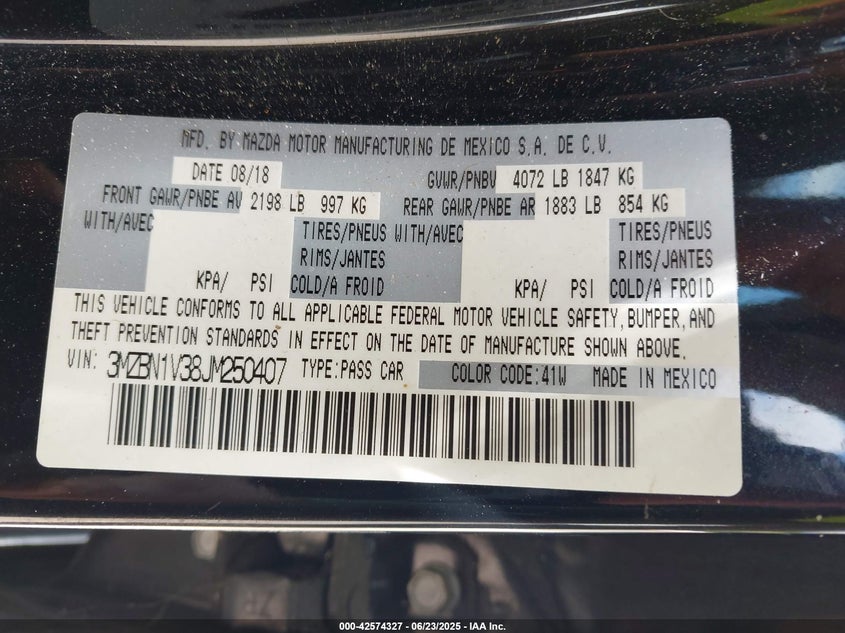 MFD. BY MAZDA MOTOR MANUFACTURING DE MEXICO S.A. DE C.V.
DATE 08/18 GVWR/PNBV 4072 LB 1847 KG
FRONT GAWR/PNBE AV 2198 LB 997 KG REAR GAWR/PNBE AR 1883 LB 854 KG
WITH/AVEC TIRES/PNEUS WITH/AVEC TIRES/PNEUS
RIMS/JANTES RIMS/JANTES
KPA/ PSI COLD/A FROID KPA/ PSI COLD/A FROID
THIS VEHICLE CONFORMS TO ALL APPLICABLE FEDERAL MOTOR VEHICLE SAFETY, BUMPER, AND
THEFT PREVENTION STANDARDS IN EFFECT ON THE DATE OF MANUFACTURE SHOWN ABOVE.
VIN: 3MZBN1V38JM250407 TYPE:PASS CAR COLOR CODE:41W MADE IN MEXICO
000-42574327 - 06/23/2025 - IAA Inc.